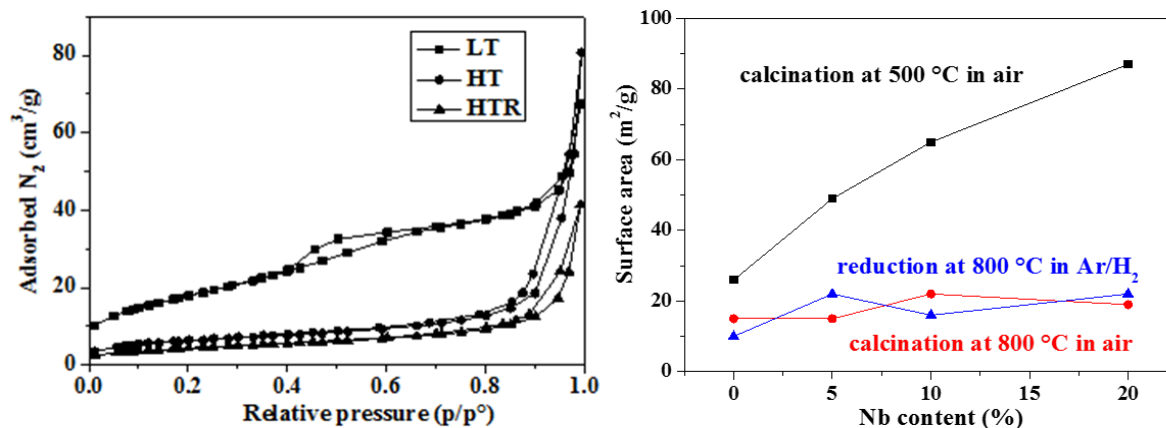 Adsorbed N₂ (cm³/g)
80
60
40
20
0
0.0 0.2 0.4 0.6 0.8 1.0
Relative pressure (p/p°)
LT
HT
HTR
Surface area (m²/g)
100
80
60
40
20
0
0 5 10 15 20
Nb content (%)
calcination at 500 °C in air
reduction at 800 °C in Ar/H₂
calcination at 800 °C in air